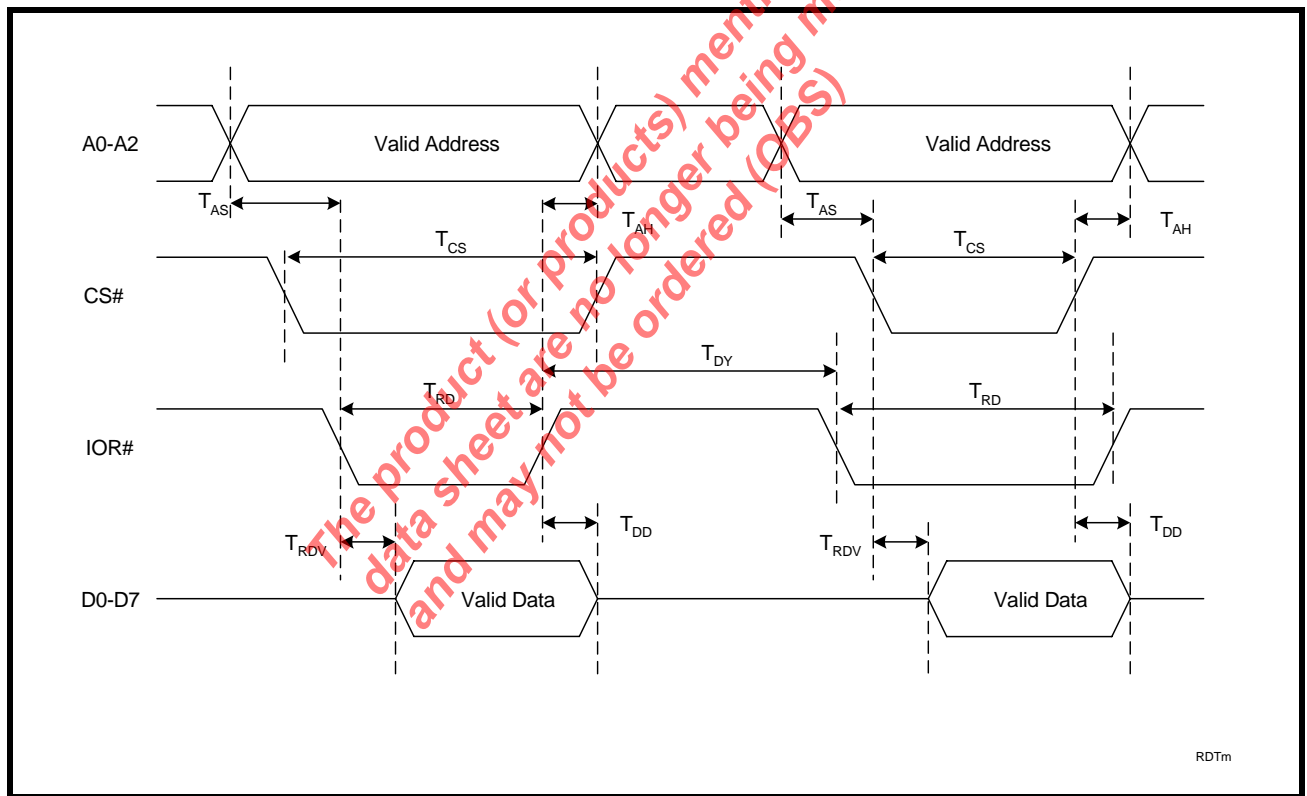 The product (or products) menti
data sheet are no longer being m
and may not be ordered (OBS)
A0-A2
Valid Address
Valid Address
TAS
TAH
TAS
TAH
TCS
TCS
CS#
TDY
TRD
TRD
IOR#
TRDV
TDD
TRDV
TDD
D0-D7
Valid Data
Valid Data
RDTm